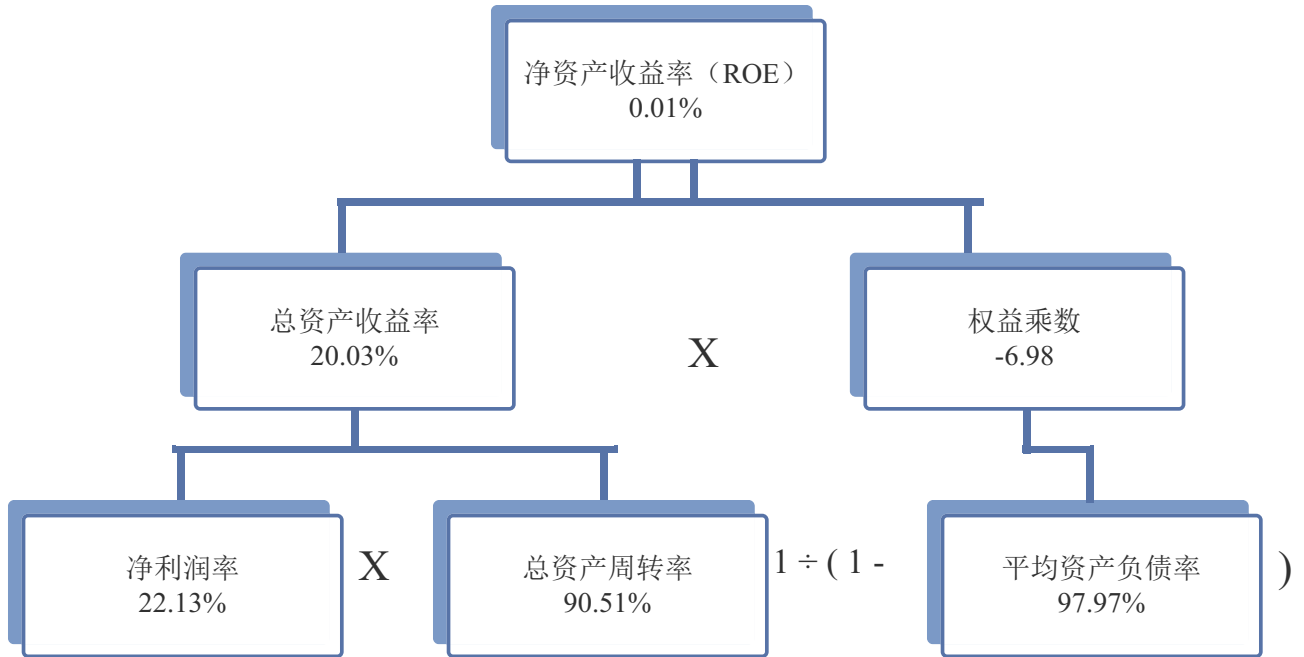 净资产收益率（ROE）
0.01%
总资产收益率
20.03%
X
权益乘数
-6.98
净利润率
22.13%
X
总资产周转率
90.51%
1 ÷ ( 1 -
平均资产负债率
97.97%
)